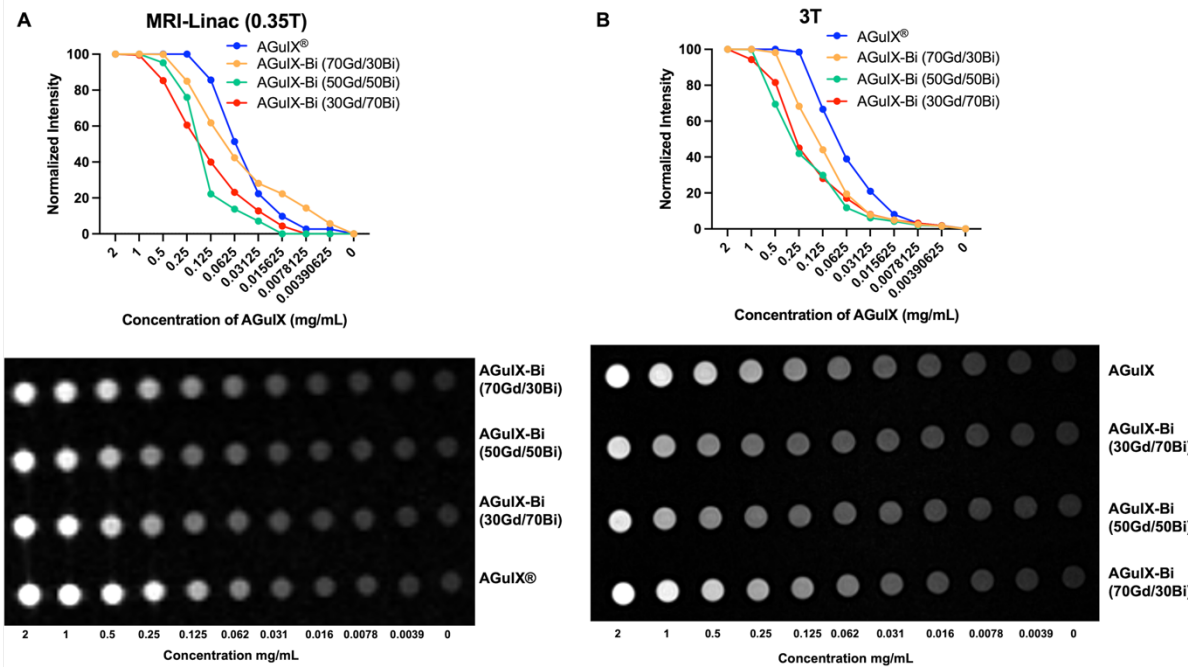 A
MRI-Linac (0.35T)
Normalized Intensity
100
80
60
40
20
0
AGuIX®
AGuIX-Bi (70Gd/30Bi)
AGuIX-Bi (50Gd/50Bi)
AGuIX-Bi (30Gd/70Bi)
2
1
0.5
0.25
0.125
0.0625
0.03125
0.015625
0.0078125
0.00390625
0
Concentration of AGuIX (mg/mL)
B
3T
Normalized Intensity
100
80
60
40
20
0
AGuIX®
AGuIX-Bi (70Gd/30Bi)
AGuIX-Bi (50Gd/50Bi)
AGuIX-Bi (30Gd/70Bi)
2
1
0.5
0.25
0.125
0.0625
0.03125
0.015625
0.0078125
0.00390625
0
Concentration of AGuIX (mg/mL)
AGuIX-Bi
(70Gd/30Bi)
AGuIX-Bi
(50Gd/50Bi)
AGuIX-Bi
(30Gd/70Bi)
AGuIX®
2 1 0.5 0.25 0.125 0.062 0.031 0.016 0.0078 0.0039 0
Concentration mg/mL
AGuIX
AGuIX-Bi
(30Gd/70Bi)
AGuIX-Bi
(50Gd/50Bi)
AGuIX-Bi
(70Gd/30Bi)
2 1 0.5 0.25 0.125 0.062 0.031 0.016 0.0078 0.0039 0
Concentration mg/mL